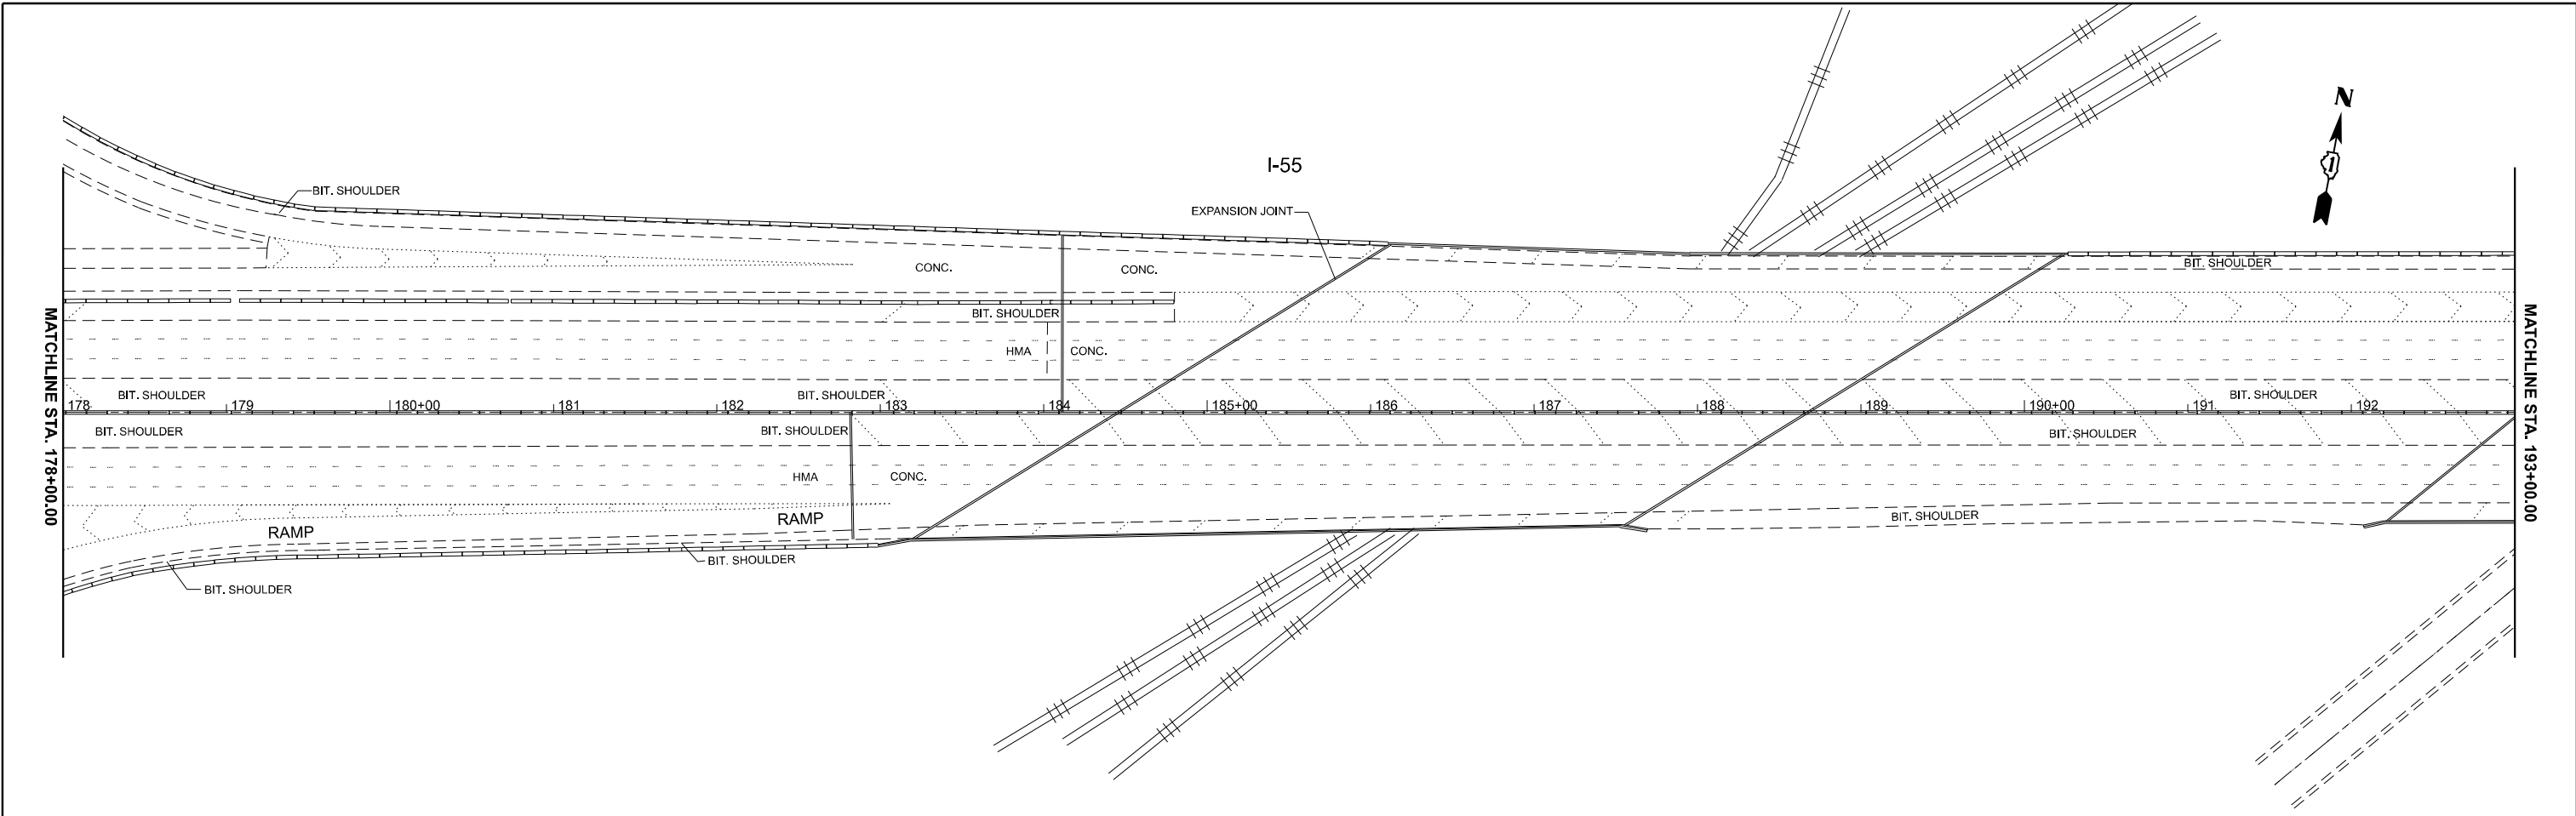 N
1
I-55
BIT. SHOULDER
EXPANSION JOINT
CONC.
CONC.
BIT. SHOULDER
BIT. SHOULDER
HMA
CONC.
MATCHLINE STA. 178+00.00
MATCHLINE STA. 193+00.00
BIT. SHOULDER
BIT. SHOULDER
BIT. SHOULDER
178 179 180+00 181 182 183 184 185+00 186 187 188 189 190+00 191 192
BIT. SHOULDER
BIT. SHOULDER
BIT. SHOULDER
HMA
CONC.
RAMP
RAMP
BIT. SHOULDER
BIT. SHOULDER
BIT. SHOULDER